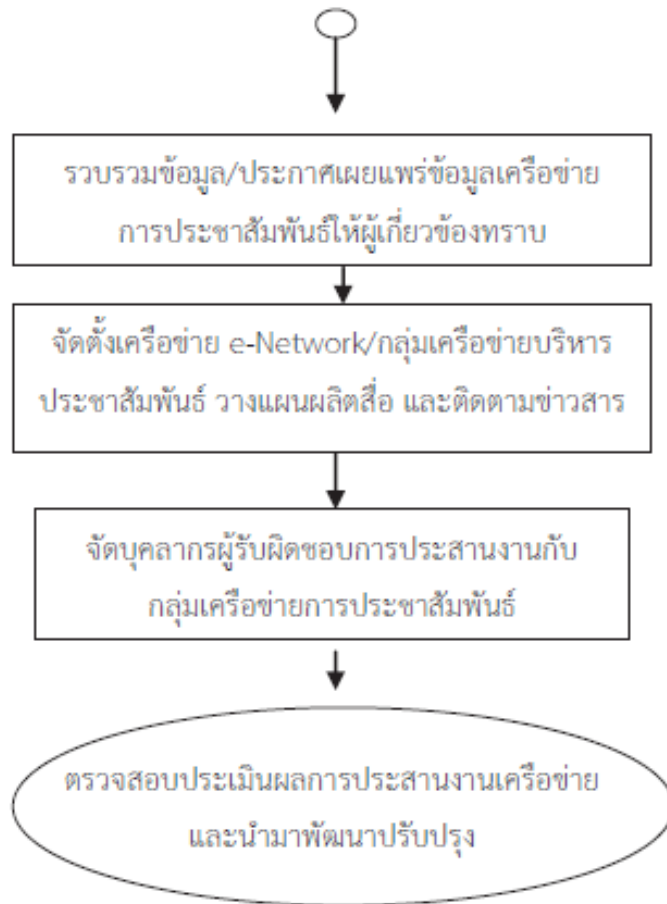 รวบรวมข้อมูล/ประกาศเผยแพร่ข้อมูลเครือข่าย
การประชาสัมพันธ์ให้ผู้เกี่ยวข้องทราบ
จัดตั้งเครือข่าย e-Network/กลุ่มเครือข่ายบริหาร
ประชาสัมพันธ์ วางแผนผลิตสื่อ และติดตามข่าวสาร
จัดบุคลากรผู้รับผิดชอบการประสานงานกับ
กลุ่มเครือข่ายการประชาสัมพันธ์
ตรวจสอบประเมินผลการประสานงานเครือข่าย
และนำมาพัฒนาปรับปรุง